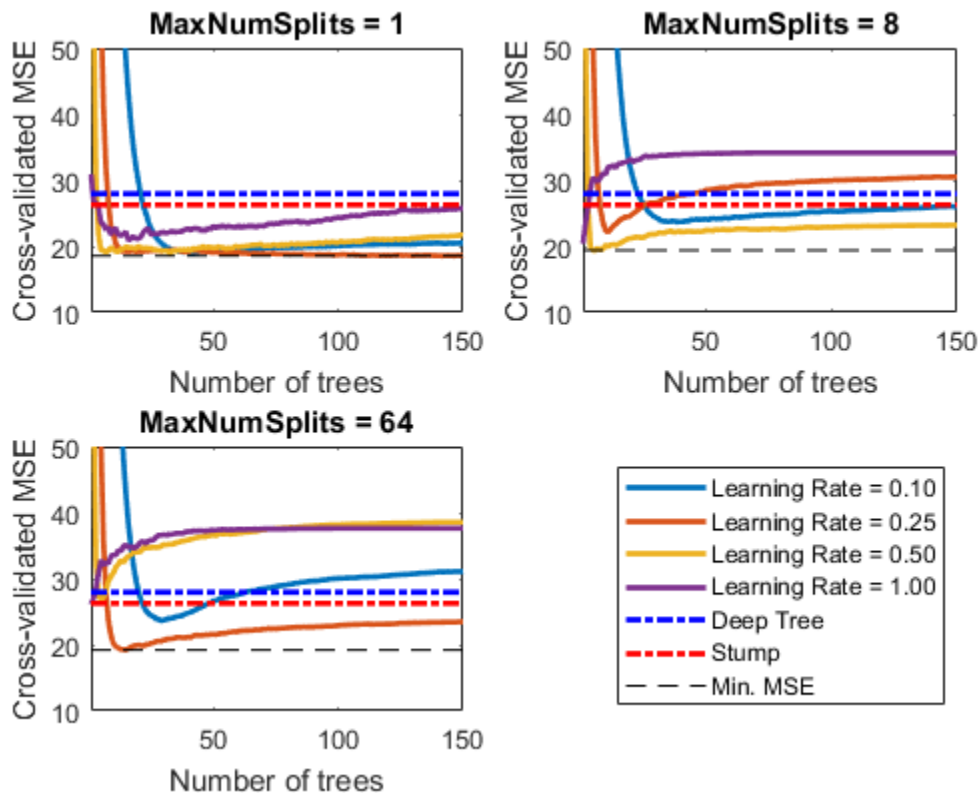 MaxNumSplits = 1
Cross-validated MSE
50
40
30
20
10
50
100
150
Number of trees
MaxNumSplits = 8
Cross-validated MSE
50
40
30
20
10
50
100
150
Number of trees
MaxNumSplits = 64
Cross-validated MSE
50
40
30
20
10
50
100
150
Number of trees
Learning Rate = 0.10
Learning Rate = 0.25
Learning Rate = 0.50
Learning Rate = 1.00
Deep Tree
Stump
Min. MSE